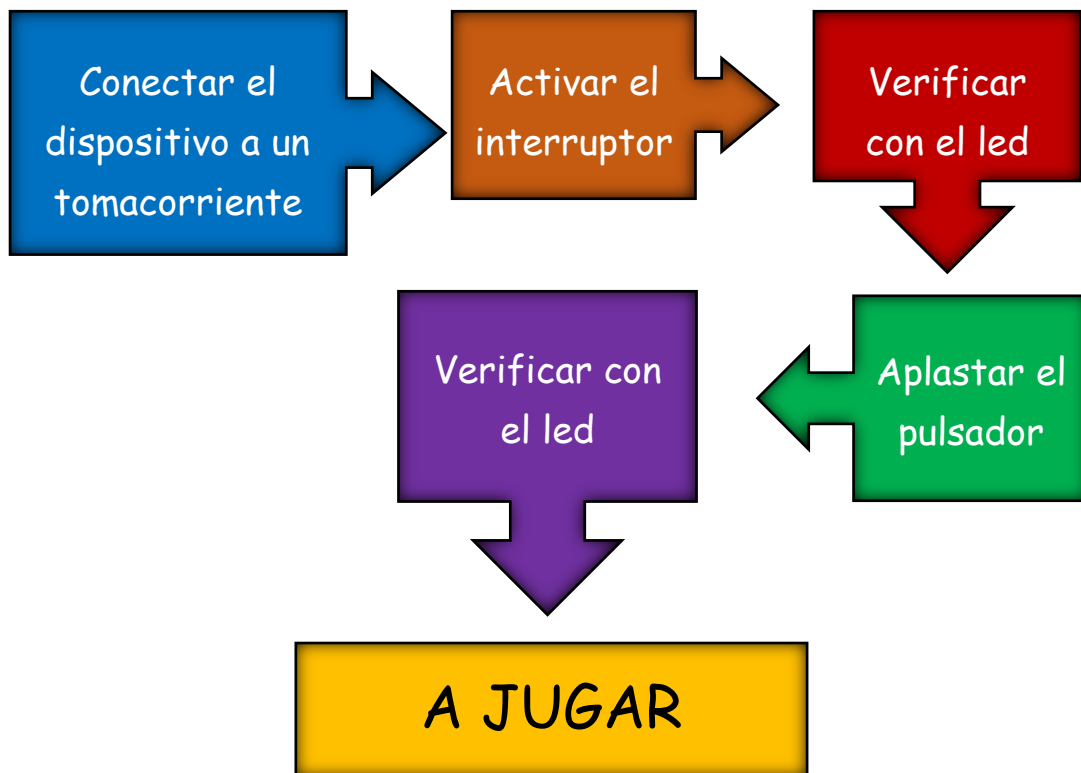 Conectar el
dispositivo a un
tomacorriente
Activar el
interruptor
Verificar
con el led
Aplastar el
pulsador
Verificar con
el led
A JUGAR